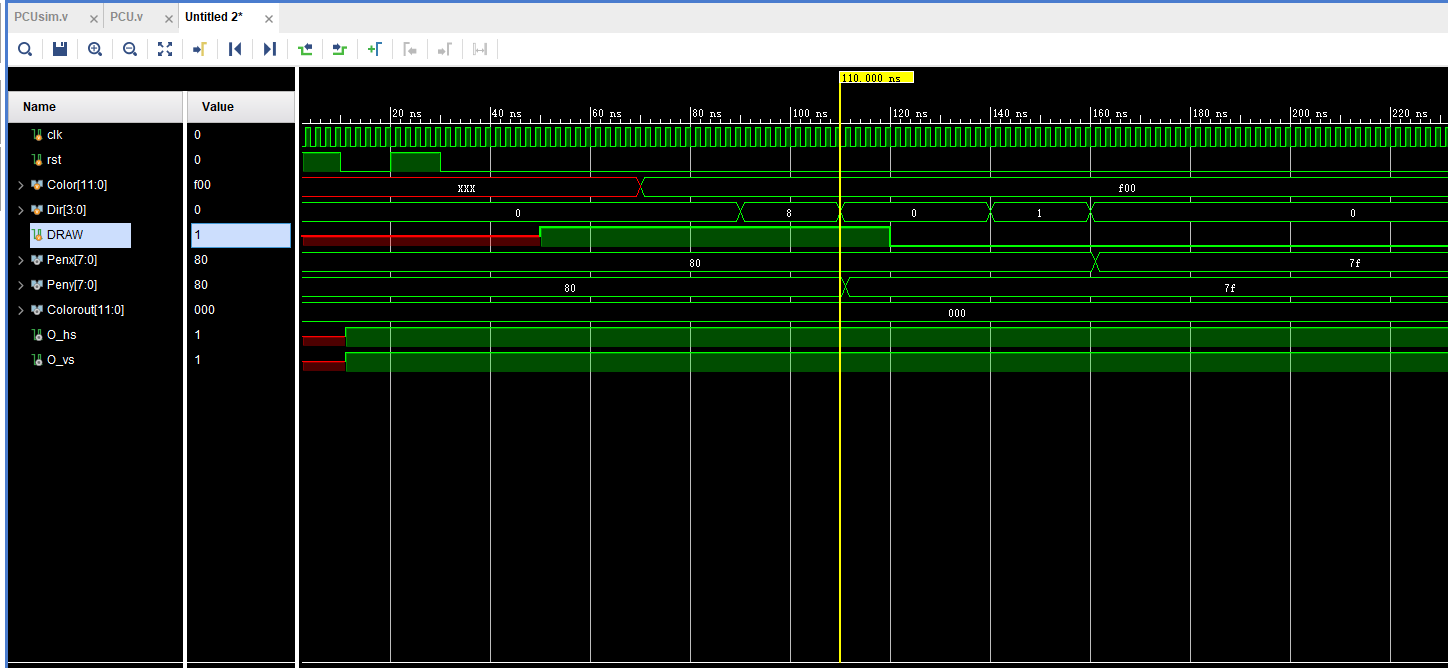 PCUsim.v PCU.v Untitled 2*
110.000 ns
Name Value
20 ns 40 ns 60 ns 80 ns 100 ns 120 ns 140 ns 160 ns 180 ns 200 ns 220 ns
clk 0
rst 0
Color[11:0] f00 xxx f00
Dir[3:0] 0 0 8 0 1 0
DRAW 1
Penx[7:0] 80 80 7f
Peny[7:0] 80 80 7f
Colorout[11:0] 000 000
O_hs 1
O_vs 1